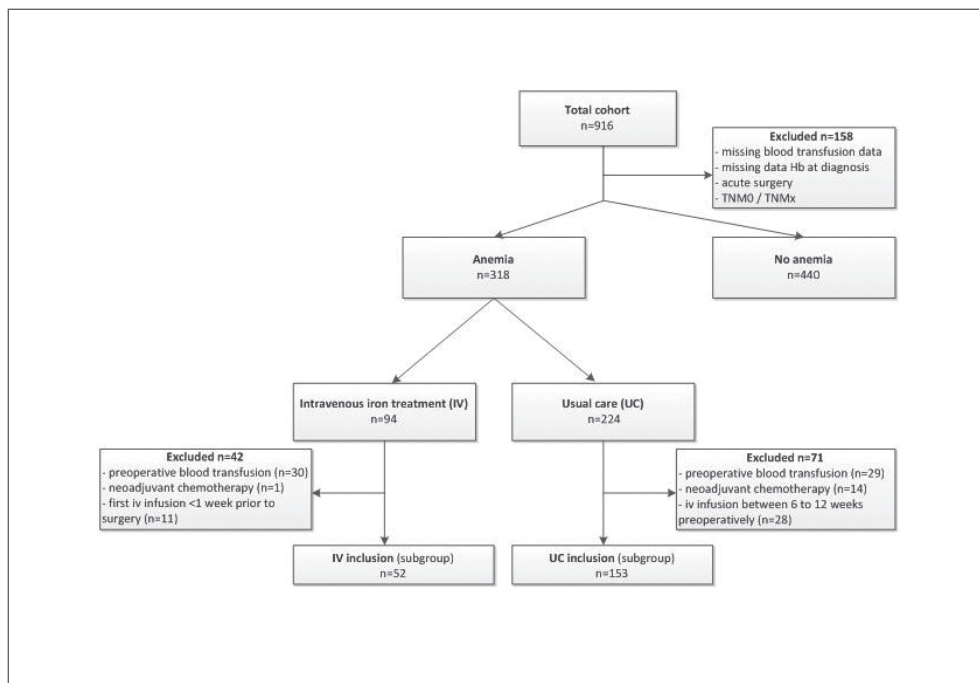 Total cohort
n=916
Excluded n=158
- missing blood transfusion data
- missing data Hb at diagnosis
- acute surgery
- TNM0 / TNMx
Anemia
n=318
No anemia
n=440
Intravenous iron treatment (IV)
n=94
Usual care (UC)
n=224
Excluded n=42
- preoperative blood transfusion (n=30)
- neoadjuvant chemotherapy (n=1)
- first iv infusion <1 week prior to
surgery (n=11)
Excluded n=71
- preoperative blood transfusion (n=29)
- neoadjuvant chemotherapy (n=14)
- iv infusion between 6 to 12 weeks
preoperatively (n=28)
IV inclusion (subgroup)
n=52
UC inclusion (subgroup)
n=153